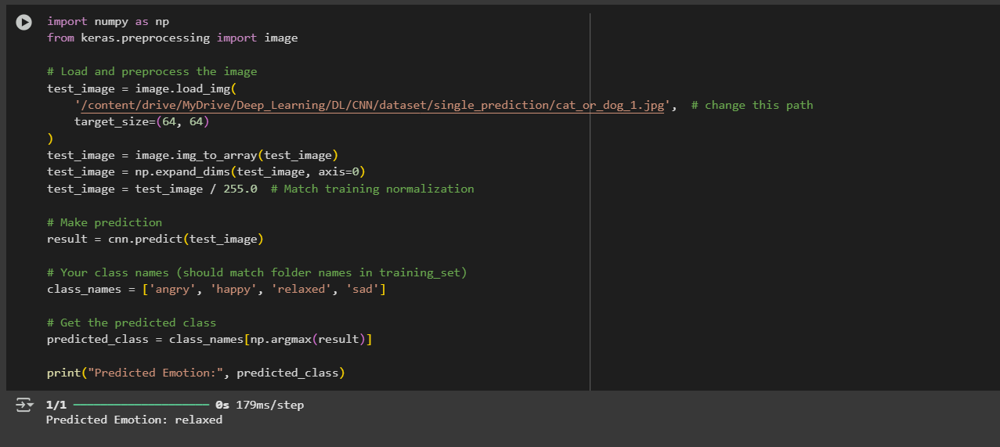 import numpy as np
from keras.preprocessing import image
# Load and preprocess the image
test_image = image.load_img(
'/content/drive/MyDrive/Deep_Learning/DL/CNN/dataset/single_prediction/cat_or_dog_1.jpg',  # change this path
target_size=(64, 64)
)
test_image = image.img_to_array(test_image)
test_image = np.expand_dims(test_image, axis=0)
test_image = test_image / 255.0  # Match training normalization
# Make prediction
result = cnn.predict(test_image)
# Your class names (should match folder names in training_set)
class_names = ['angry', 'happy', 'relaxed', 'sad']
# Get the predicted class
predicted_class = class_names[np.argmax(result)]
print("Predicted Emotion:", predicted_class)
1/1 ━━━━━━━━━━━━━━━━━━━━ 0s 179ms/step
Predicted Emotion: relaxed